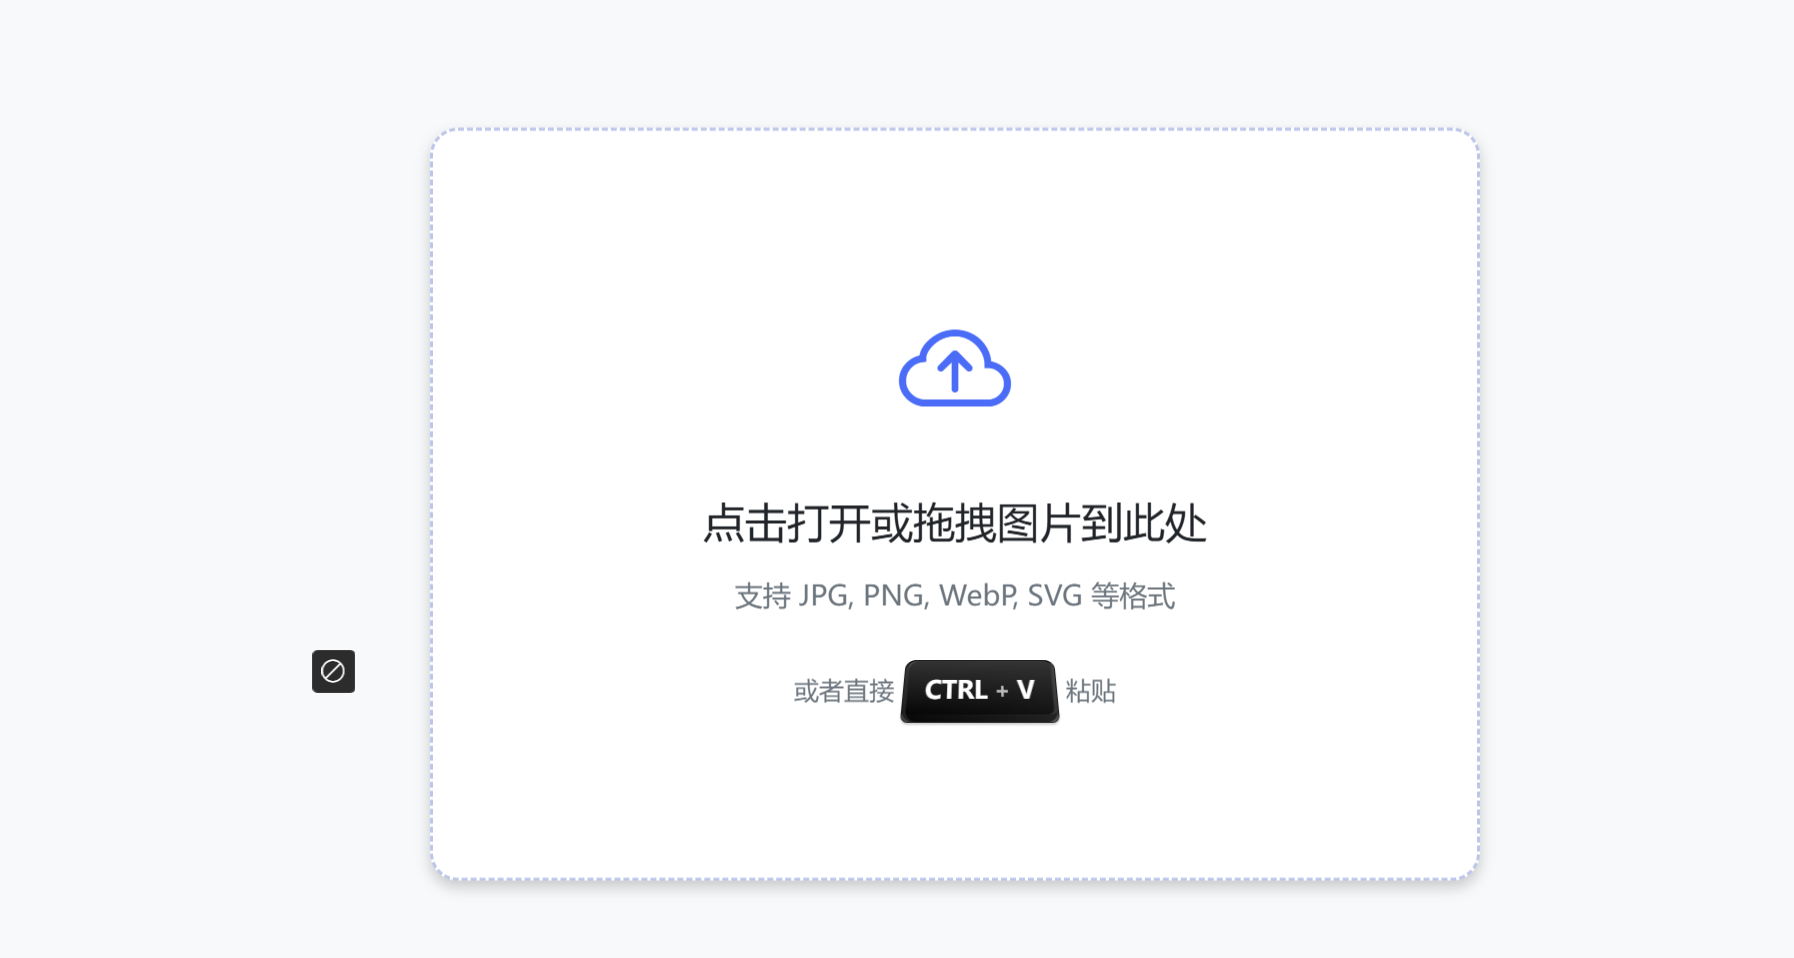 点击打开或拖拽图片到此处
支持 JPG, PNG, WebP, SVG 等格式
或者直接 CTRL + V 粘贴